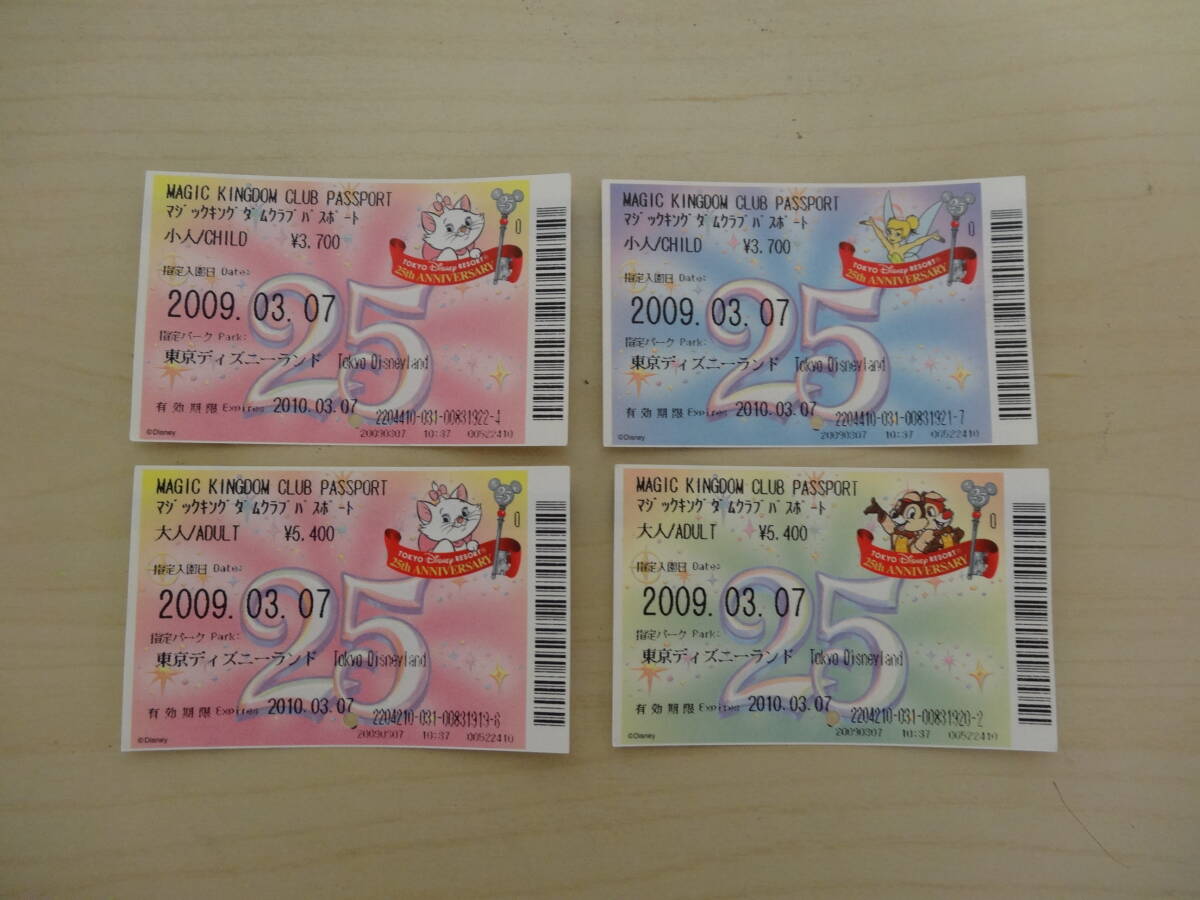 MAGIC KINGDOM CLUB PASSPORT
マジックキングダムクラブパスポート
小人/CHILD ¥3,700
25
TOKYO Disney RESORT®
25th ANNIVERSARY
指定入園日 Date:
2009.03.07
指定パーク Park:
東京ディズニーランド Tokyo Disneyland
25
有効期限 Expires 2010.03.07
2204410-031-00831922-4
20090307 10:37 00522410
©Disney
MAGIC KINGDOM CLUB PASSPORT
マジックキングダムクラブパスポート
小人/CHILD ¥3,700
25
TOKYO Disney RESORT®
25th ANNIVERSARY
指定入園日 Date:
2009.03.07
指定パーク Park:
東京ディズニーランド Tokyo Disneyland
25
有効期限 Expires 2010.03.07
2204410-031-00831921-7
20090307 10:37 00522410
©Disney
MAGIC KINGDOM CLUB PASSPORT
マジックキングダムクラブパスポート
大人/ADULT ¥5,400
25
TOKYO Disney RESORT®
25th ANNIVERSARY
指定入園日 Date:
2009.03.07
指定パーク Park:
東京ディズニーランド Tokyo Disneyland
25
有効期限 Expires 2010.03.07
2204210-031-00831919-6
20090307 10:37 00522410
©Disney
MAGIC KINGDOM CLUB PASSPORT
マジックキングダムクラブパスポート
大人/ADULT ¥5,400
25
TOKYO Disney RESORT®
25th ANNIVERSARY
指定入園日 Date:
2009.03.07
指定パーク Park:
東京ディズニーランド Tokyo Disneyland
25
有効期限 Expires 2010.03.07
2204210-031-00831920-2
20090307 10:37 00522410
©Disney